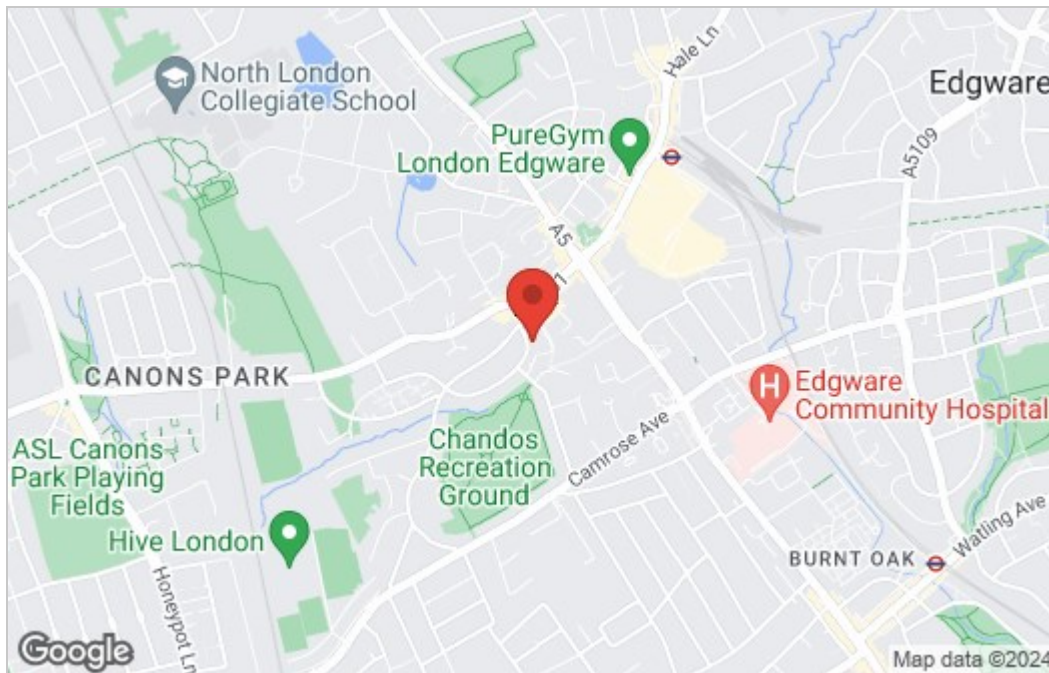 Hale Ln
North London
Collegiate School
Edgware
PureGym
London Edgware
A5109
A5
CANONS PARK
Edgware
Community Hospital
Chandos
Recreation
Ground
Camrose Ave
ASL Canons
Park Playing
Fields
Hive London
Honeypot Ln
BURNT OAK
Watling Ave
Google
Map data ©2024